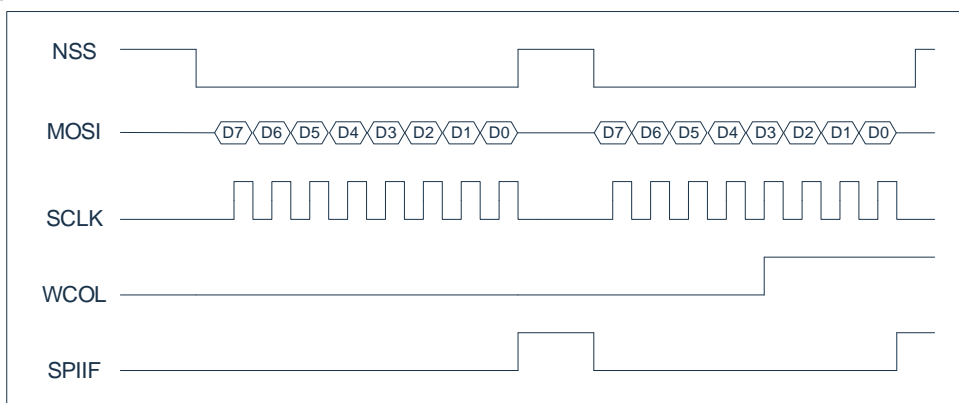 NSS
MOSI D7 D6 D5 D4 D3 D2 D1 D0 D7 D6 D5 D4 D3 D2 D1 D0
SCLK
WCOL
SPIIF